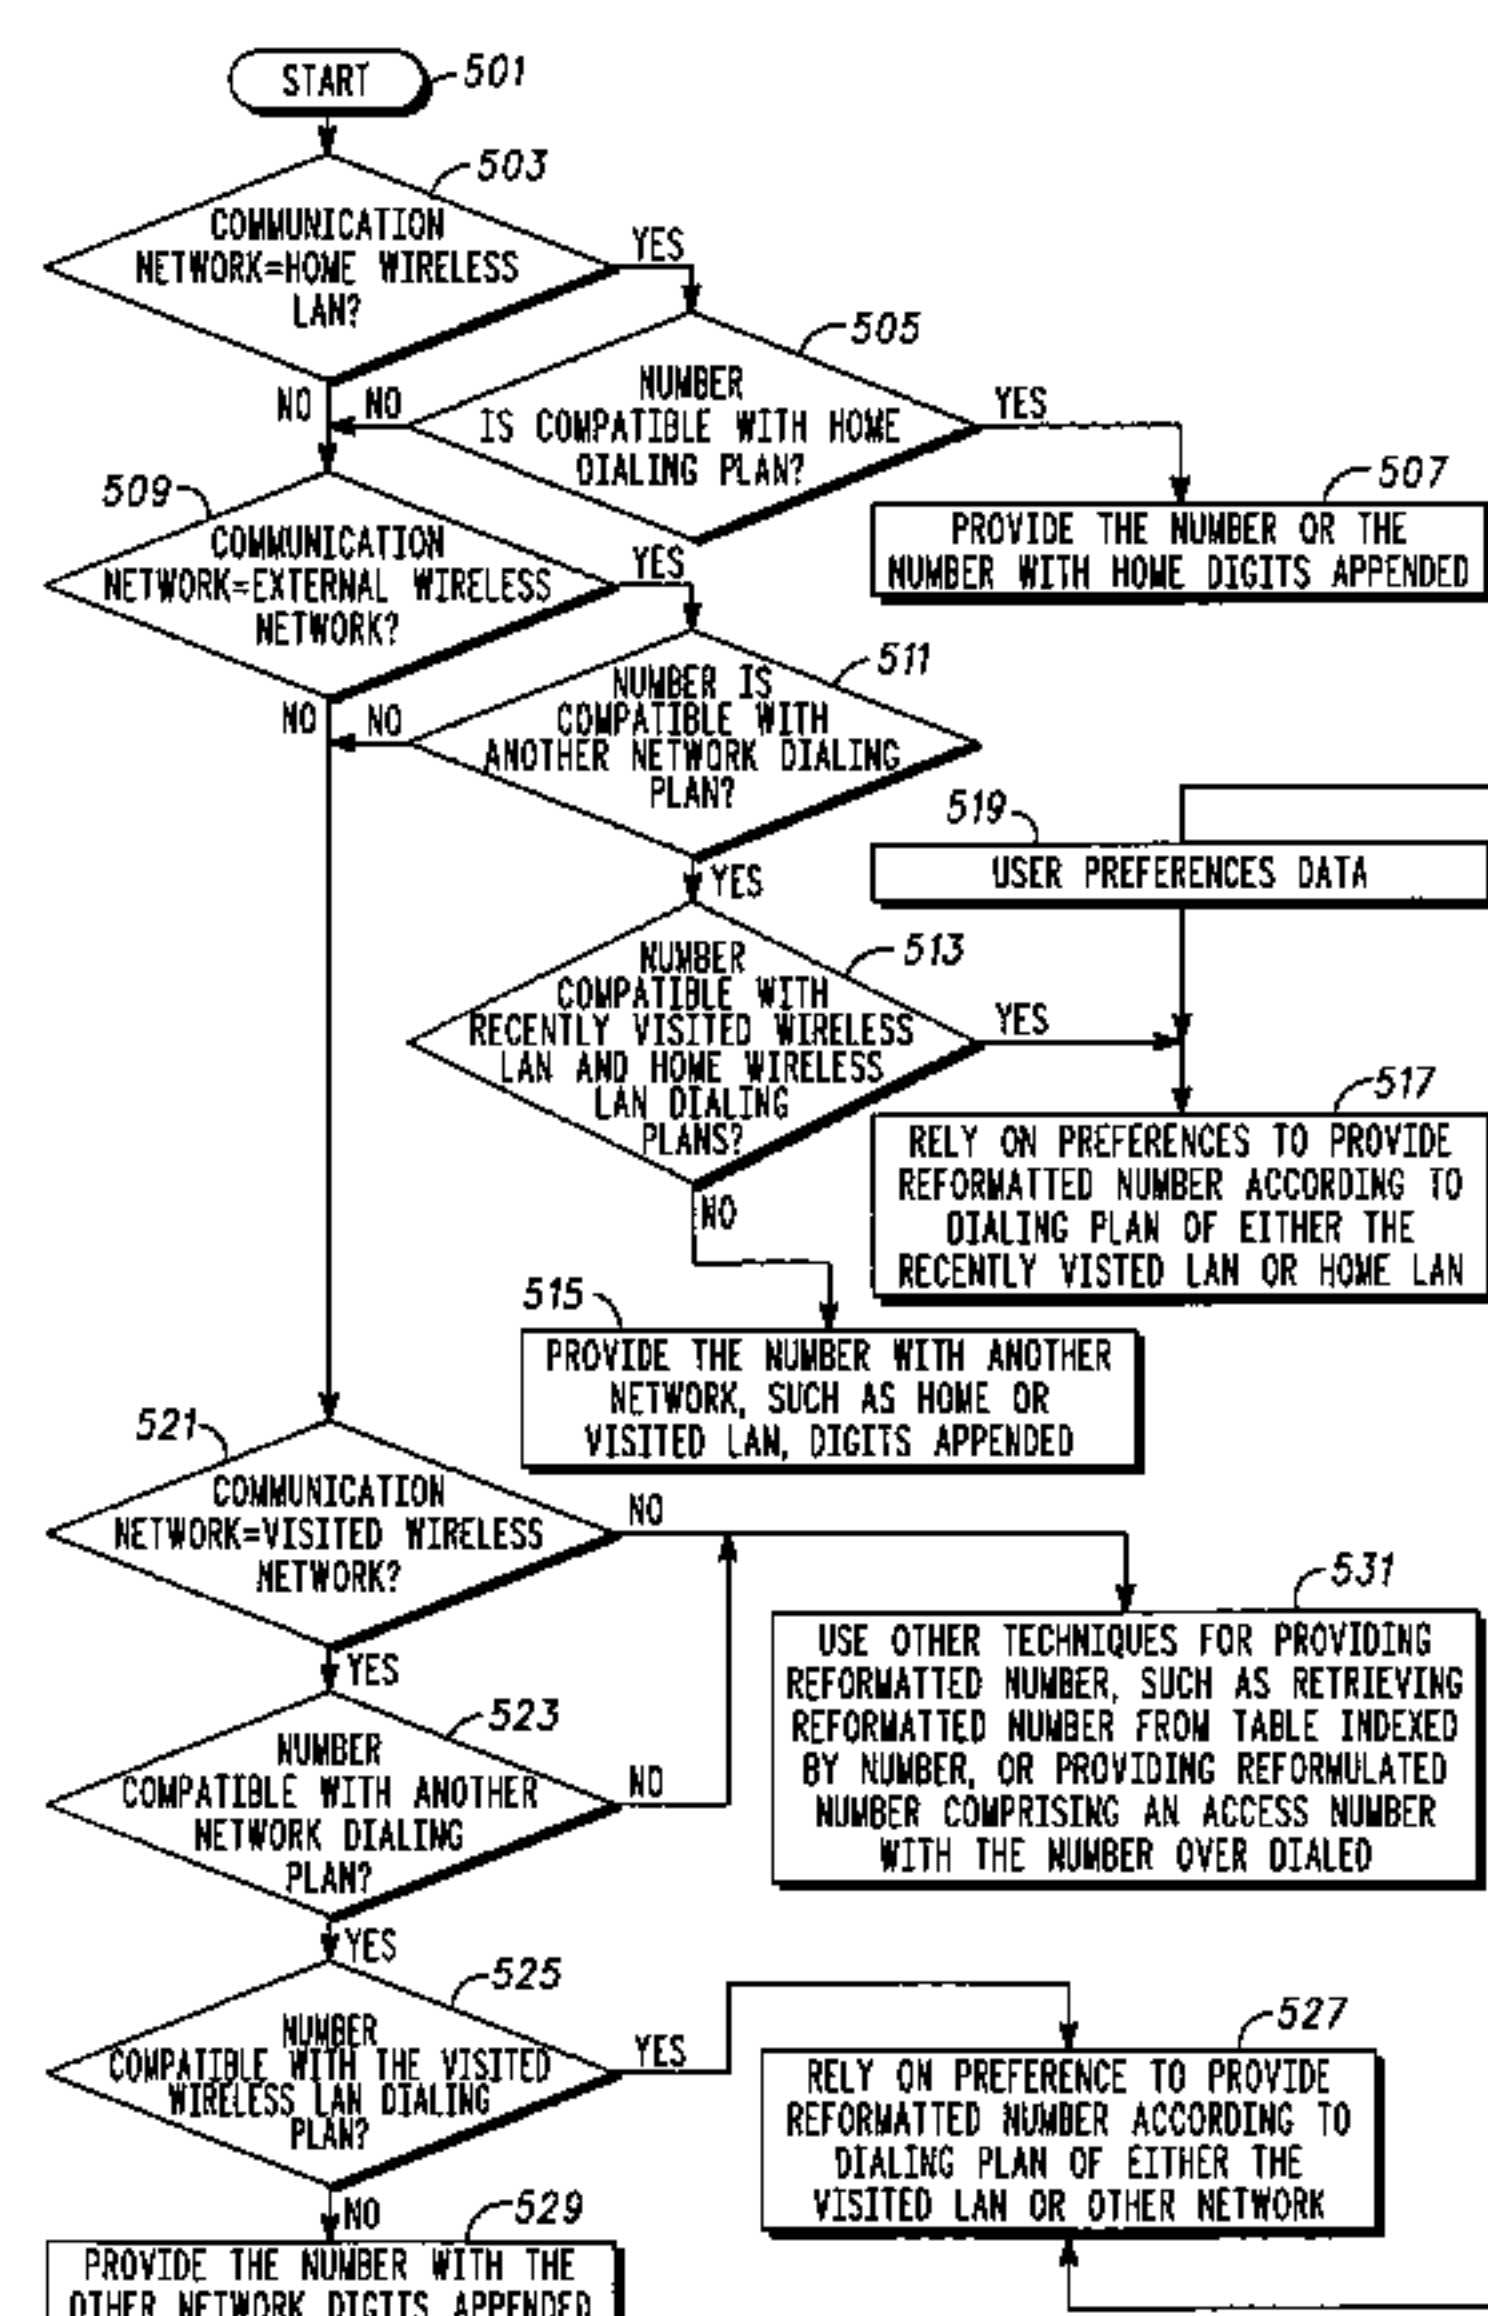 START
501
503
COMMUNICATION
NETWORK=HOME WIRELESS
LAN?
YES
NO
505
NUMBER
IS COMPATIBLE WITH HOME
DIALING PLAN?
NO
YES
507
PROVIDE THE NUMBER OR THE
NUMBER WITH HOME DIGITS APPENDED
509
COMMUNICATION
NETWORK=EXTERNAL WIRELESS
NETWORK?
YES
NO
511
NUMBER IS
COMPATIBLE WITH
ANOTHER NETWORK DIALING
PLAN?
NO
YES
519
USER PREFERENCES DATA
513
NUMBER
COMPATIBLE WITH
RECENTLY VISITED WIRELESS
LAN AND HOME WIRELESS
LAN DIALING
PLANS?
YES
NO
517
RELY ON PREFERENCES TO PROVIDE
REFORMATTED NUMBER ACCORDING TO
DIALING PLAN OF EITHER THE
RECENTLY VISTED LAN OR HOME LAN
515
PROVIDE THE NUMBER WITH ANOTHER
NETWORK, SUCH AS HOME OR
VISITED LAN, DIGITS APPENDED
521
COMMUNICATION
NETWORK=VISITED WIRELESS
NETWORK?
NO
YES
531
USE OTHER TECHNIQUES FOR PROVIDING
REFORMATTED NUMBER, SUCH AS RETRIEVING
REFORMATTED NUMBER FROM TABLE INDEXED
BY NUMBER, OR PROVIDING REFORMULATED
NUMBER COMPRISING AN ACCESS NUMBER
WITH THE NUMBER OVER DIALED
523
NUMBER
COMPATIBLE WITH ANOTHER
NETWORK DIALING
PLAN?
NO
YES
525
NUMBER
COMPATIBLE WITH THE VISITED
WIRELESS LAN DIALING
PLAN?
YES
NO
527
RELY ON PREFERENCE TO PROVIDE
REFORMATTED NUMBER ACCORDING TO
DIALING PLAN OF EITHER THE
VISITED LAN OR OTHER NETWORK
529
PROVIDE THE NUMBER WITH THE
OTHER NETWORK DIGITS APPENDED